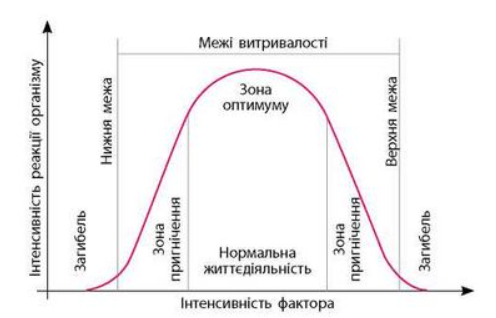 Межі витривалості
Зона
оптимуму
Інтенсивність реакції організму
Нижня межа
Верхня межа
Загибель
Зона
пригнічення
Нормальна
життєдіяльність
Зона
пригнічення
Загибель
Інтенсивність фактора